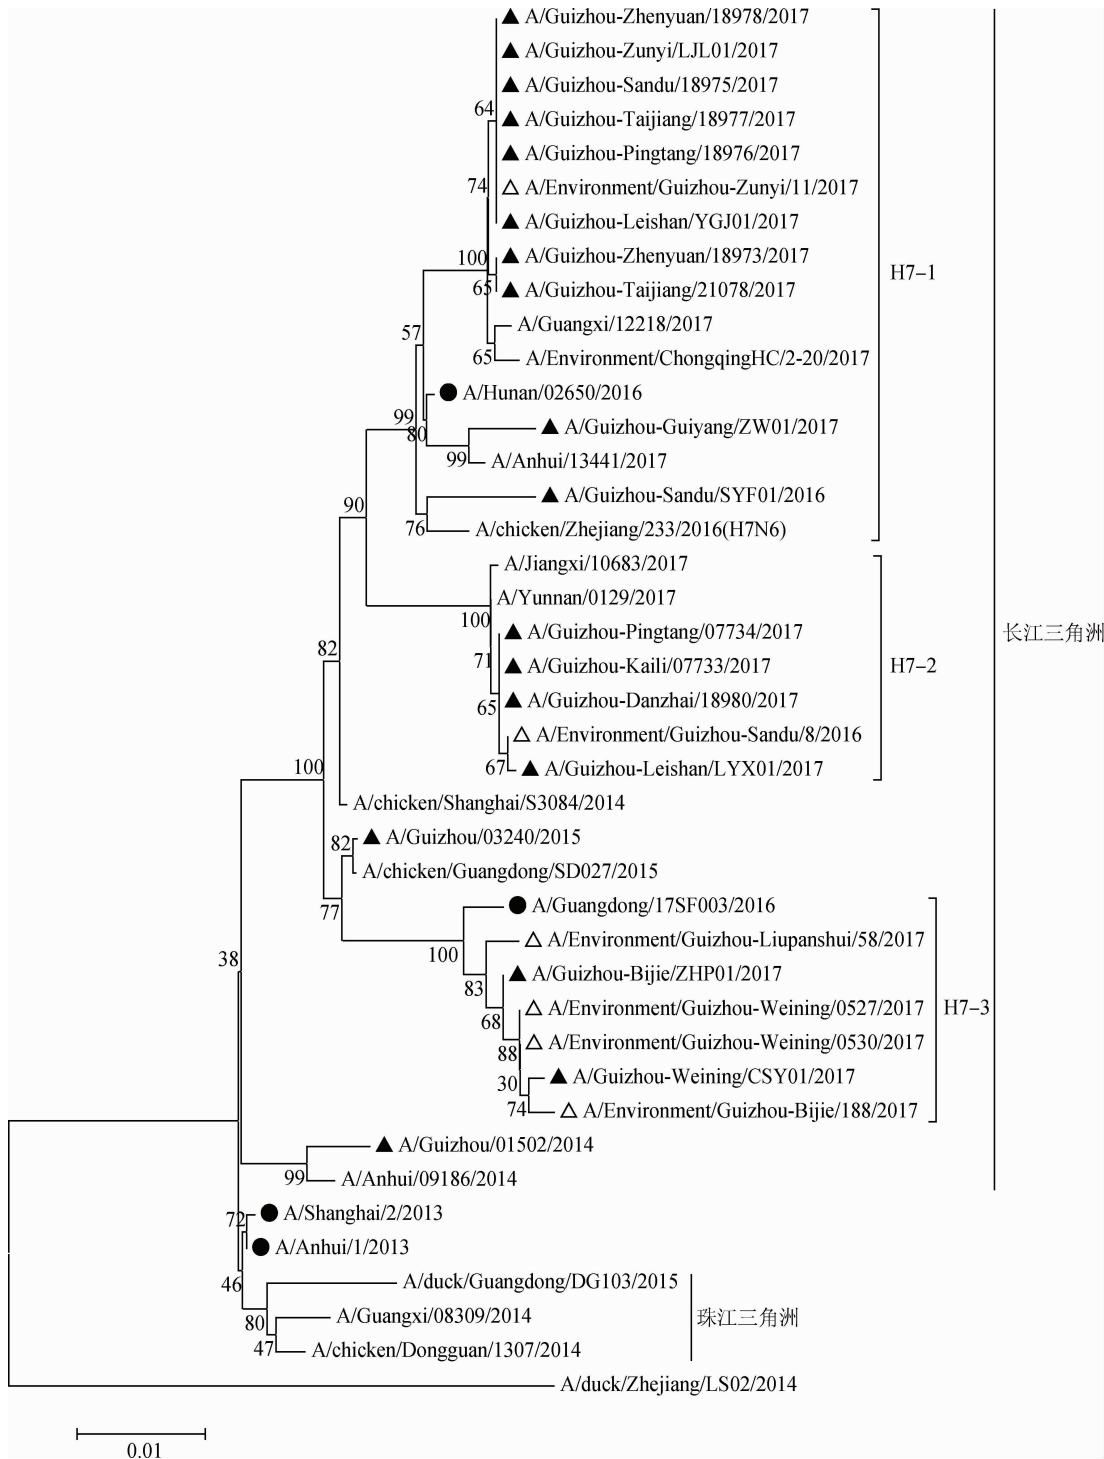 A/Guizhou-Zhenyuan/18978/2017
A/Guizhou-Zunyi/LJL01/2017
A/Guizhou-Sandu/18975/2017
64
A/Guizhou-Taijiang/18977/2017
A/Guizhou-Pingtang/18976/2017
74
A/Environment/Guizhou-Zunyi/11/2017
A/Guizhou-Leishan/YGJ01/2017
100
A/Guizhou-Zhenyuan/18973/2017
H7–1
65
A/Guizhou-Taijiang/21078/2017
A/Guangxi/12218/2017
57
65
A/Environment/ChongqingHC/2-20/2017
A/Hunan/02650/2016
99
80
A/Guizhou-Guiyang/ZW01/2017
99
A/Anhui/13441/2017
A/Guizhou-Sandu/SYF01/2016
90
76
A/chicken/Zhejiang/233/2016(H7N6)
A/Jiangxi/10683/2017
A/Yunnan/0129/2017
100
A/Guizhou-Pingtang/07734/2017
长江三角洲
82
71
A/Guizhou-Kaili/07733/2017
H7–2
65
A/Guizhou-Danzhai/18980/2017
A/Environment/Guizhou-Sandu/8/2016
100
67
A/Guizhou-Leishan/LYX01/2017
A/chicken/Shanghai/S3084/2014
82
A/Guizhou/03240/2015
A/chicken/Guangdong/SD027/2015
77
A/Guangdong/17SF003/2016
38
100
A/Environment/Guizhou-Liupanshui/58/2017
83
A/Guizhou-Bijie/ZHP01/2017
68
A/Environment/Guizhou-Weining/0527/2017
H7–3
88
A/Environment/Guizhou-Weining/0530/2017
30
A/Guizhou-Weining/CSY01/2017
74
A/Environment/Guizhou-Bijie/188/2017
A/Guizhou/01502/2014
99
A/Anhui/09186/2014
72
A/Shanghai/2/2013
A/Anhui/1/2013
46
A/duck/Guangdong/DG103/2015
80
A/Guangxi/08309/2014
珠江三角洲
47
A/chicken/Dongguan/1307/2014
A/duck/Zhejiang/LS02/2014
0.01